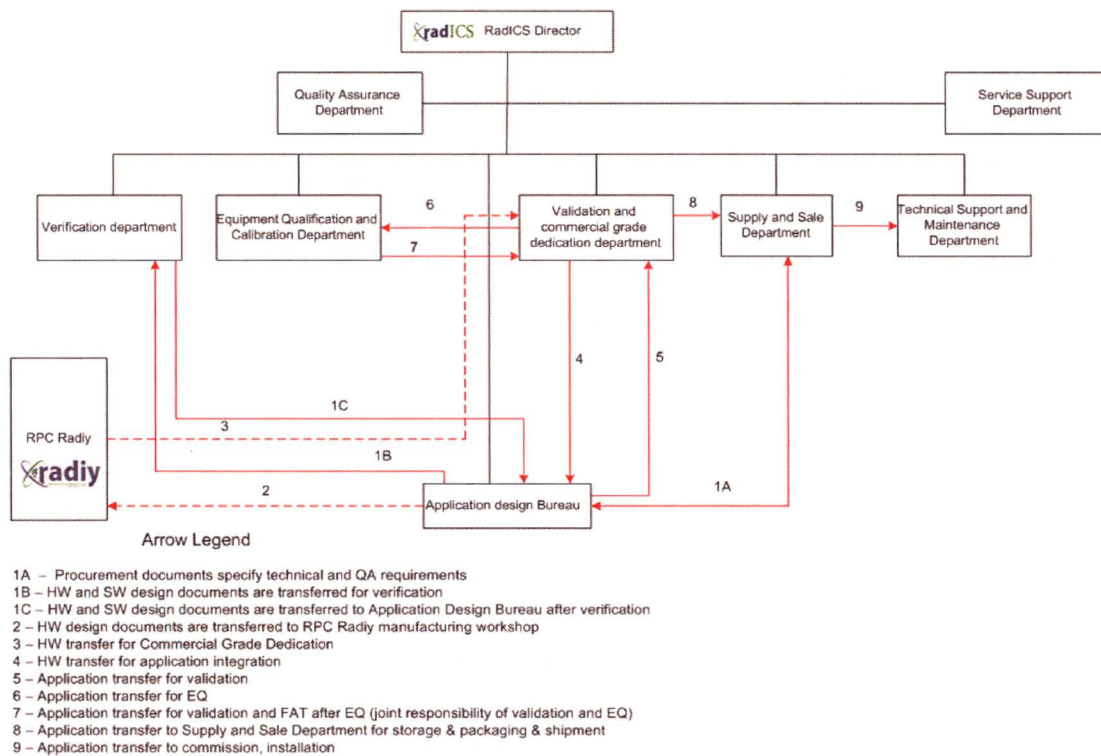 radICS RadICS Director
Quality Assurance
Department
Service Support
Department
Verification department
Equipment Qualification and
Calibration Department
Validation and
commercial grade
dedication department
Supply and Sale
Department
Technical Support and
Maintenance
Department
6
7
8
9
4
5
1C
3
RPC Radiy
radiy
1B
2
1A
Application design Bureau
Arrow Legend
1A – Procurement documents specify technical and QA requirements
1B – HW and SW design documents are transferred for verification
1C – HW and SW design documents are transferred to Application Design Bureau after verification
2 – HW design documents are transferred to RPC Radiy manufacturing workshop
3 – HW transfer for Commercial Grade Dedication
4 – HW transfer for application integration
5 – Application transfer for validation
6 – Application transfer for EQ
7 – Application transfer for validation and FAT after EQ (joint responsibility of validation and EQ)
8 – Application transfer to Supply and Sale Department for storage & packaging & shipment
9 – Application transfer to commission, installation